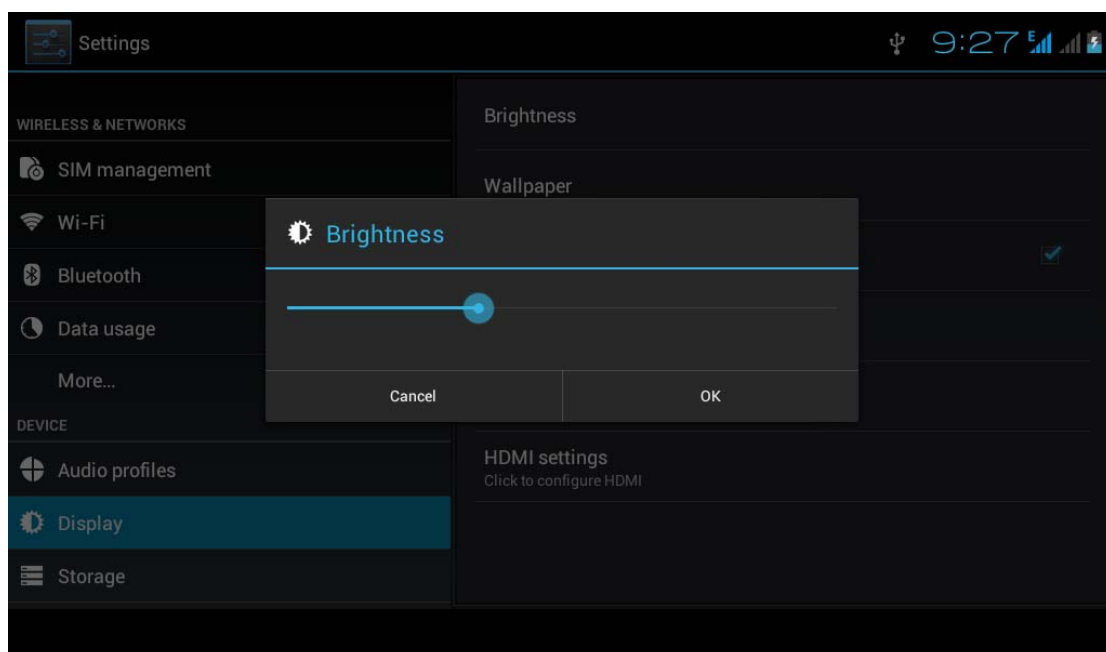 Settings
9:27
E
WIRELESS & NETWORKS
SIM management
Wi-Fi
Bluetooth
Data usage
More...
DEVICE
Audio profiles
Display
Storage
Brightness
Wallpaper
Brightness
Cancel
OK
HDMI settings
Click to configure HDMI